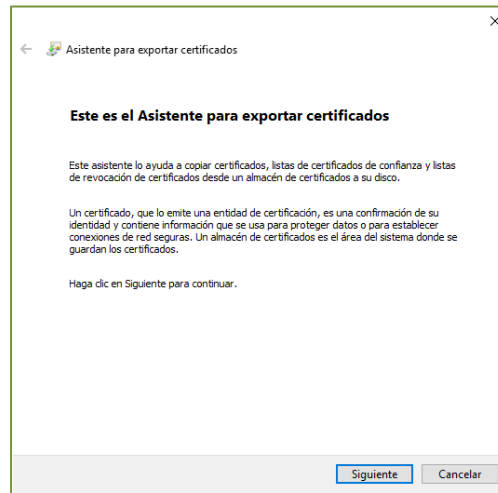 Asistente para exportar certificados
Este es el Asistente para exportar certificados
Este asistente lo ayuda a copiar certificados, listas de certificados de confianza y listas
de revocación de certificados desde un almacén de certificados a su disco.
Un certificado, que lo emite una entidad de certificación, es una confirmación de su
identidad y contiene información que se usa para proteger datos o para establecer
conexiones de red seguras. Un almacén de certificados es el área del sistema donde se
guardan los certificados.
Haga clic en Siguiente para continuar.
Siguiente Cancelar